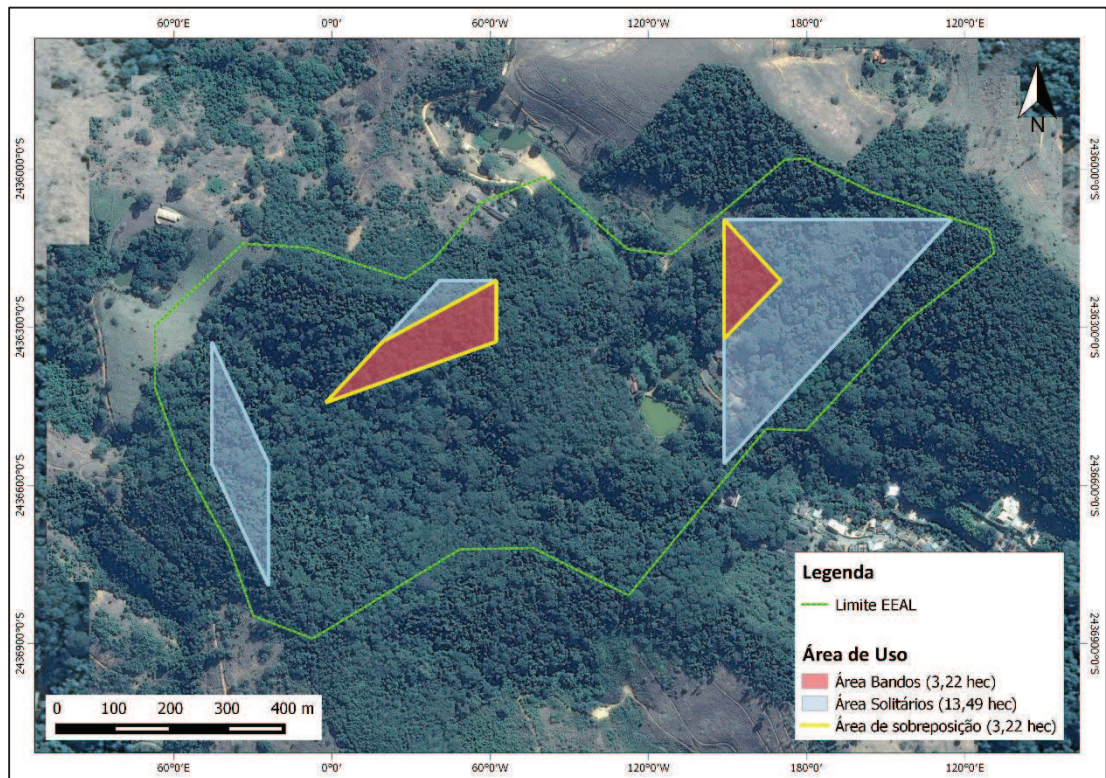 60°0'E 0°0' 60°0'W 120°0'W 180°0' 120°0'E
N
2436000°0'S 2436000°0'S
2436300°0'S 2436300°0'S
2436600°0'S 2436600°0'S
2436900°0'S 2436900°0'S
Legenda
Limite EEAL
Área de Uso
Área Bandos (3,22 hec)
Área Solitários (13,49 hec)
Área de sobreposição (3,22 hec)
0 100 200 300 400 m
60°0'E 0°0' 60°0'W 120°0'W 180°0' 120°0'E